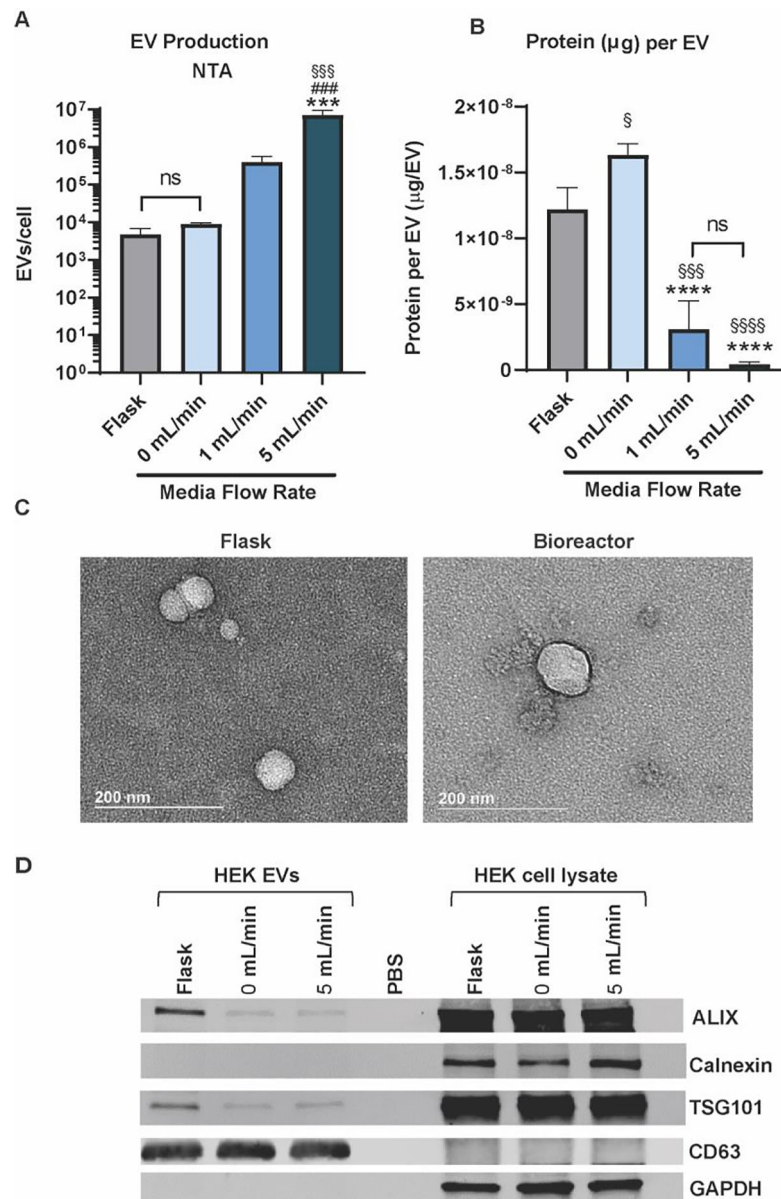 A
EV Production
NTA
§§§
###
***
ns
10⁷
10⁶
10⁵
10⁴
10³
10²
10¹
10⁰
EVs/cell
Flask
0 mL/min
1 mL/min
5 mL/min
Media Flow Rate
B
Protein (µg) per EV
2×10⁻⁸
1.5×10⁻⁸
1×10⁻⁸
5×10⁻⁹
0
Protein per EV (µg/EV)
§
ns
§§§
****
§§§§
****
Flask
0 mL/min
1 mL/min
5 mL/min
Media Flow Rate
C
Flask
Bioreactor
200 nm
200 nm
D
HEK EVs
HEK cell lysate
Flask
0 mL/min
5 mL/min
PBS
Flask
0 mL/min
5 mL/min
ALIX
Calnexin
TSG101
CD63
GAPDH